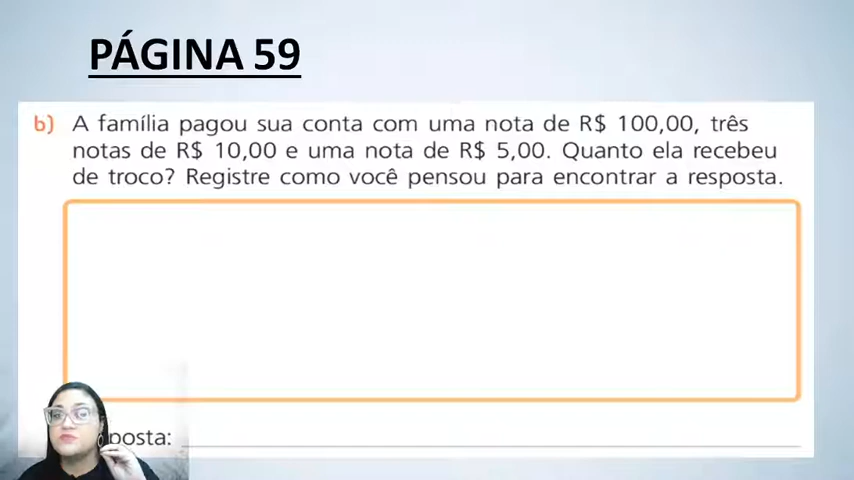 PÁGINA 59
b) A família pagou sua conta com uma nota de R$ 100,00, três
notas de R$ 10,00 e uma nota de R$ 5,00. Quanto ela recebeu
de troco? Registre como você pensou para encontrar a resposta.
posta: